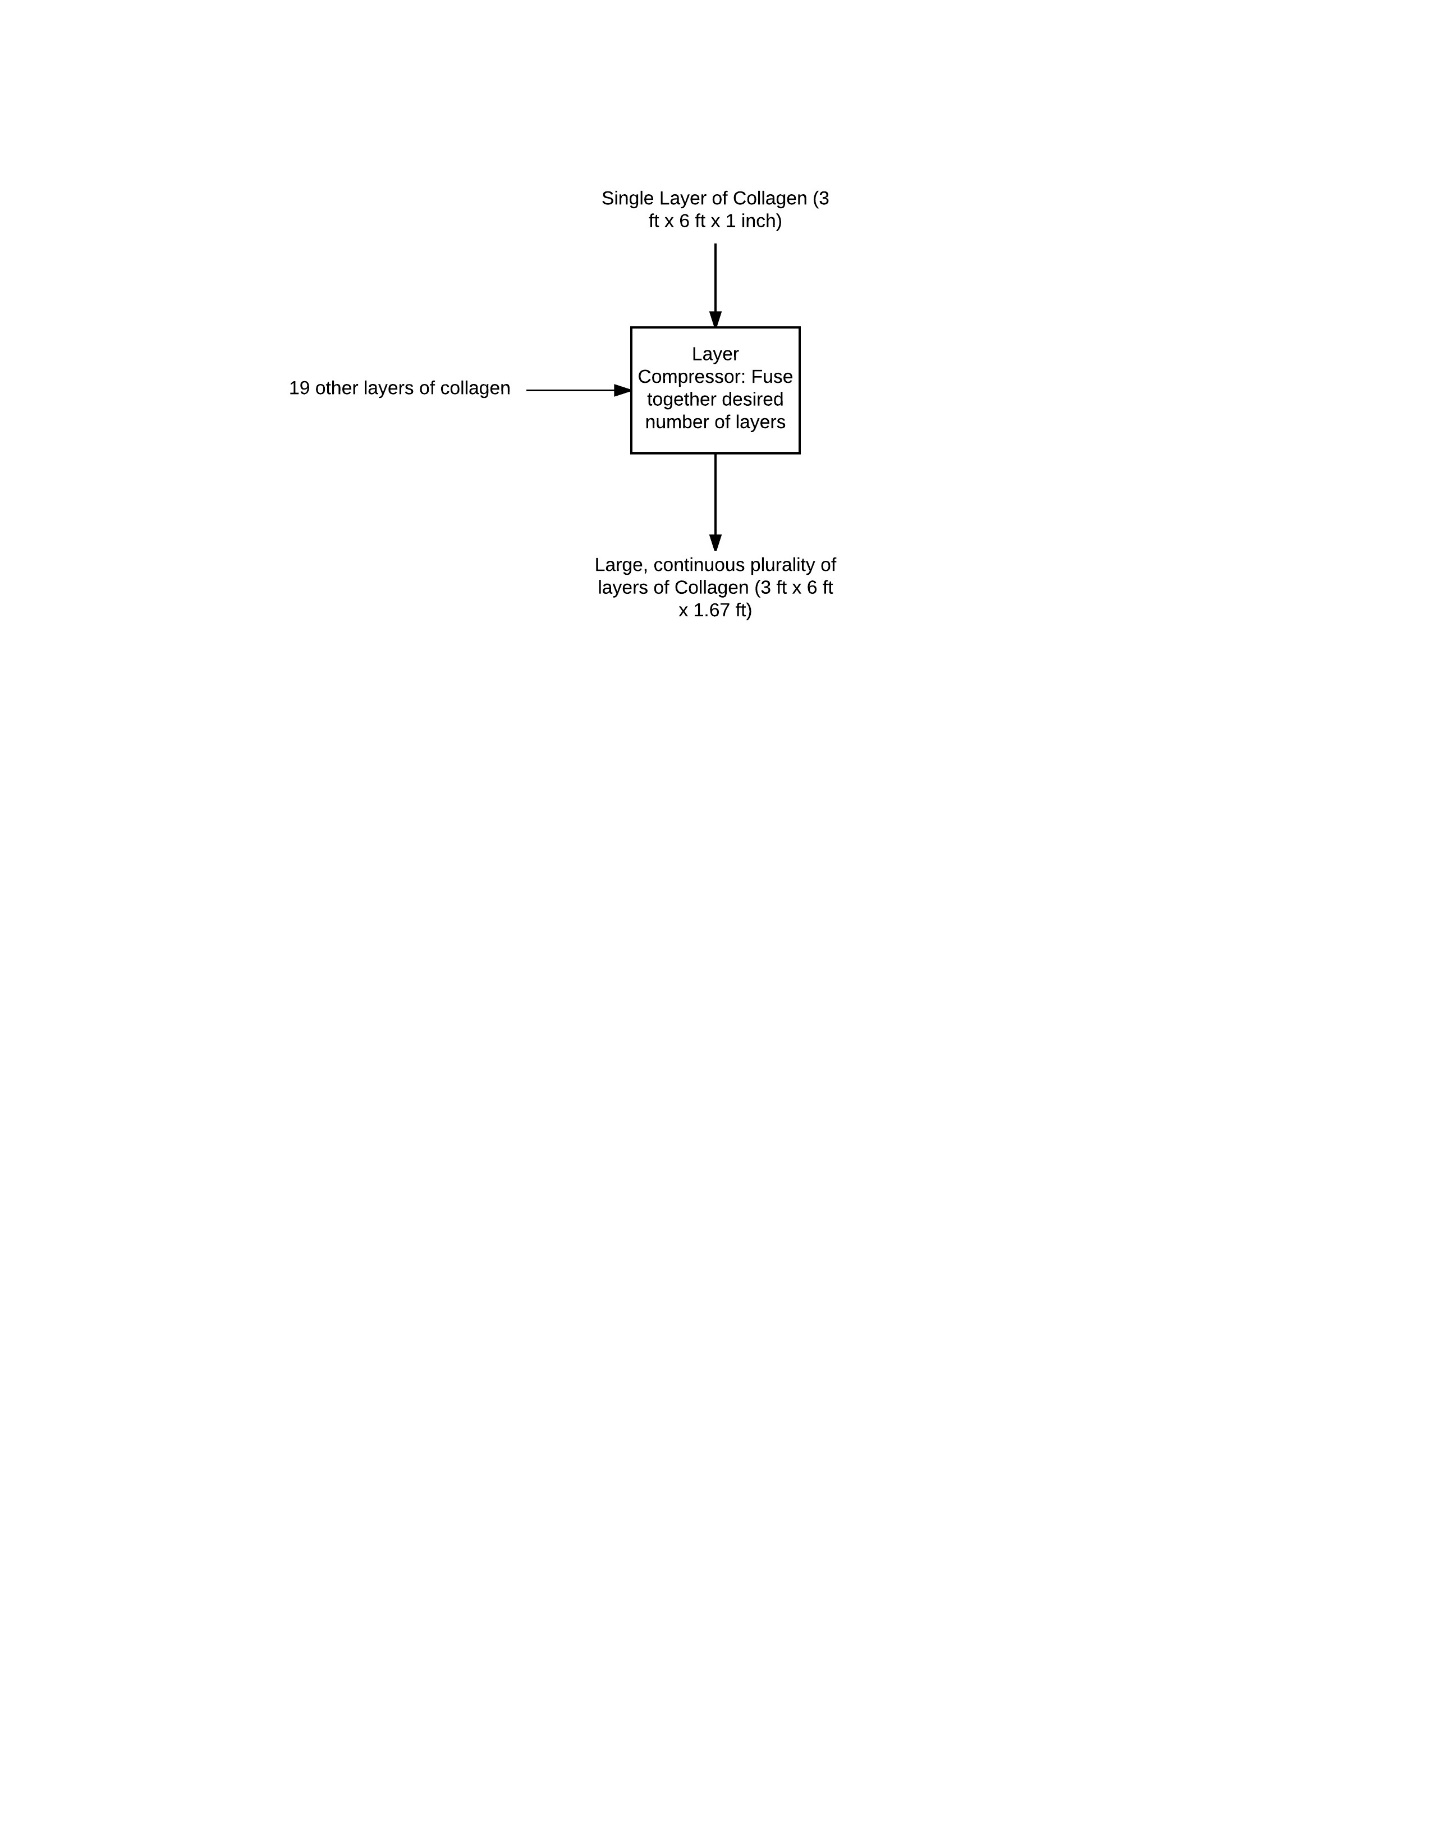 Single Layer of Collagen (3
ft x 6 ft x 1 inch)
Layer
Compressor: Fuse
together desired
number of layers
19 other layers of collagen
Large, continuous plurality of
layers of Collagen (3 ft x 6 ft
x 1.67 ft)